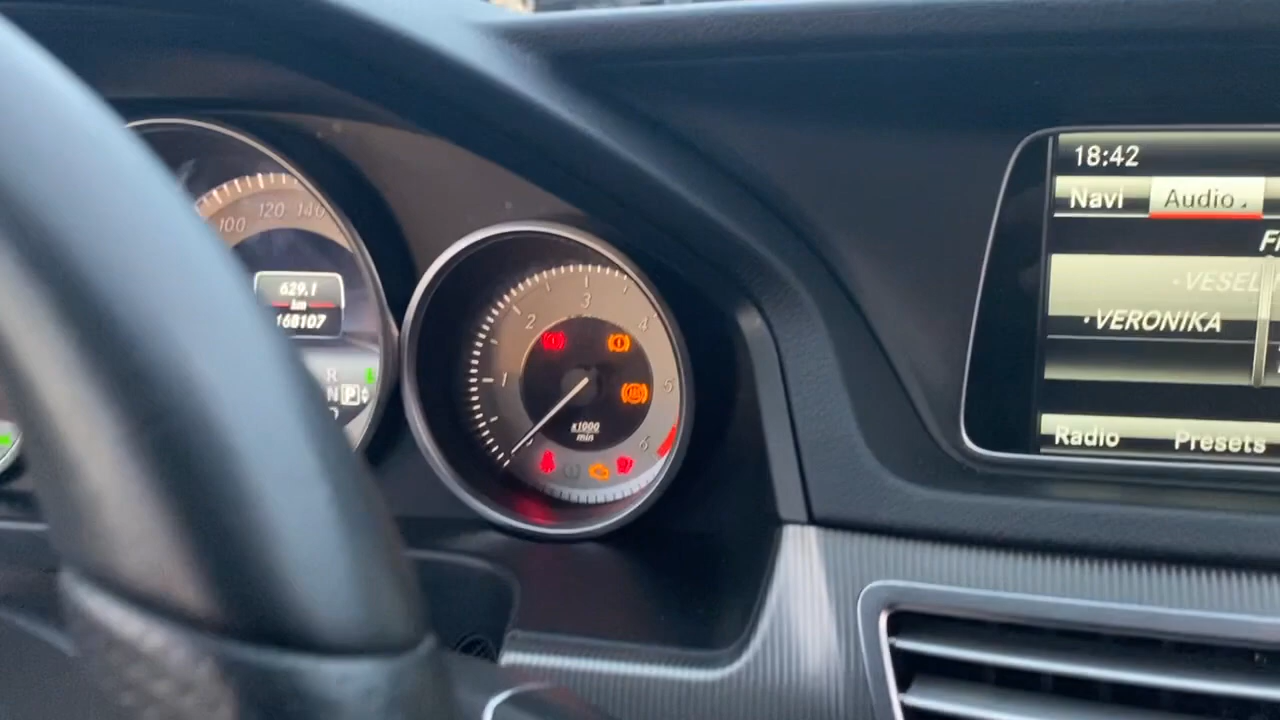 100 120 140
629.1
km
168107
R
N P
D
1 2 3 4 5 6
x1000
min
18:42
Navi Audio
VESEL
·VERONIKA
Radio Presets